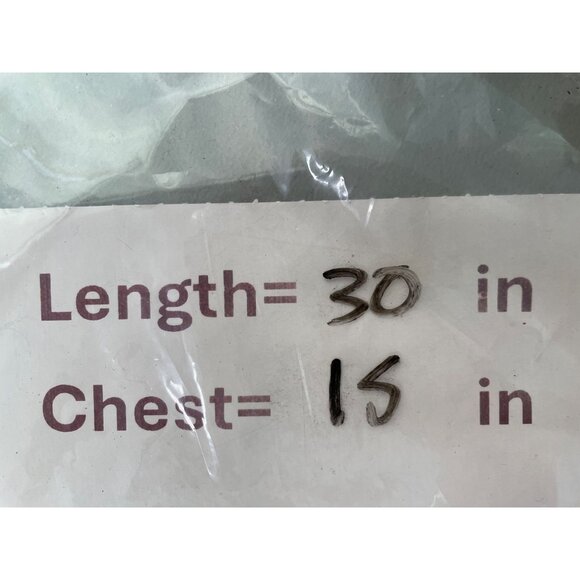 Length= 30 in
Chest= 15 in